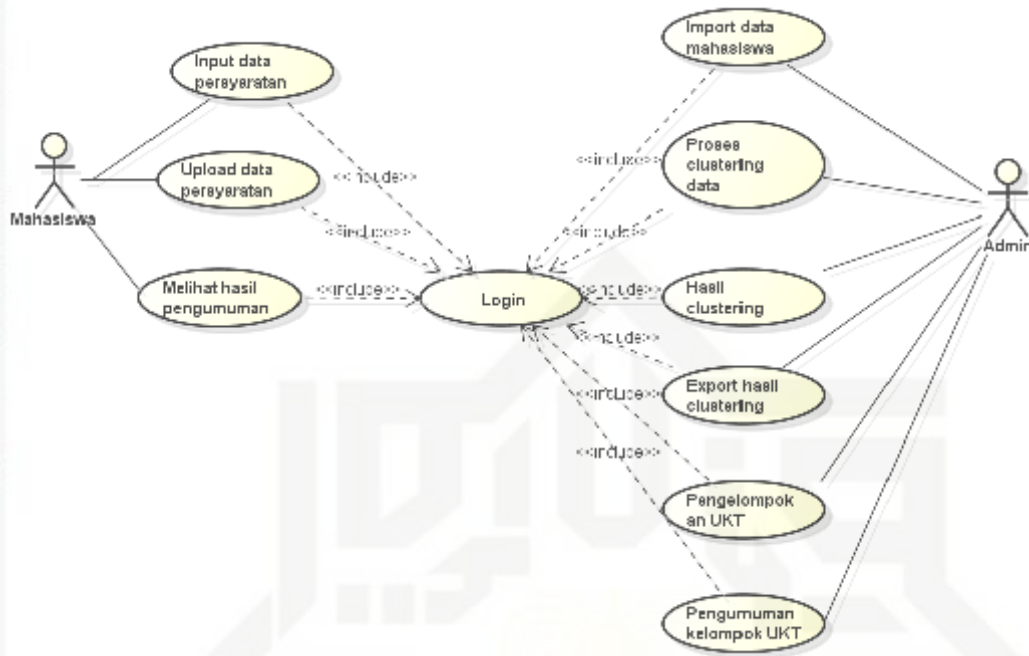 Input data
persyaratan
Upload data
persyaratan
Mahasiswa
Melihat hasil
pengumuman
<<include>>
<<include>>
<<include>>
Login
Import data
mahasiswa
Proses
clustering
data
Hasil
clustering
Export hasil
clustering
Pengelompok
an UKT
Pengumuman
kelompok UKT
<<include>>
<<include>>
<<include>>
<<include>>
<<include>>
<<include>>
Admin